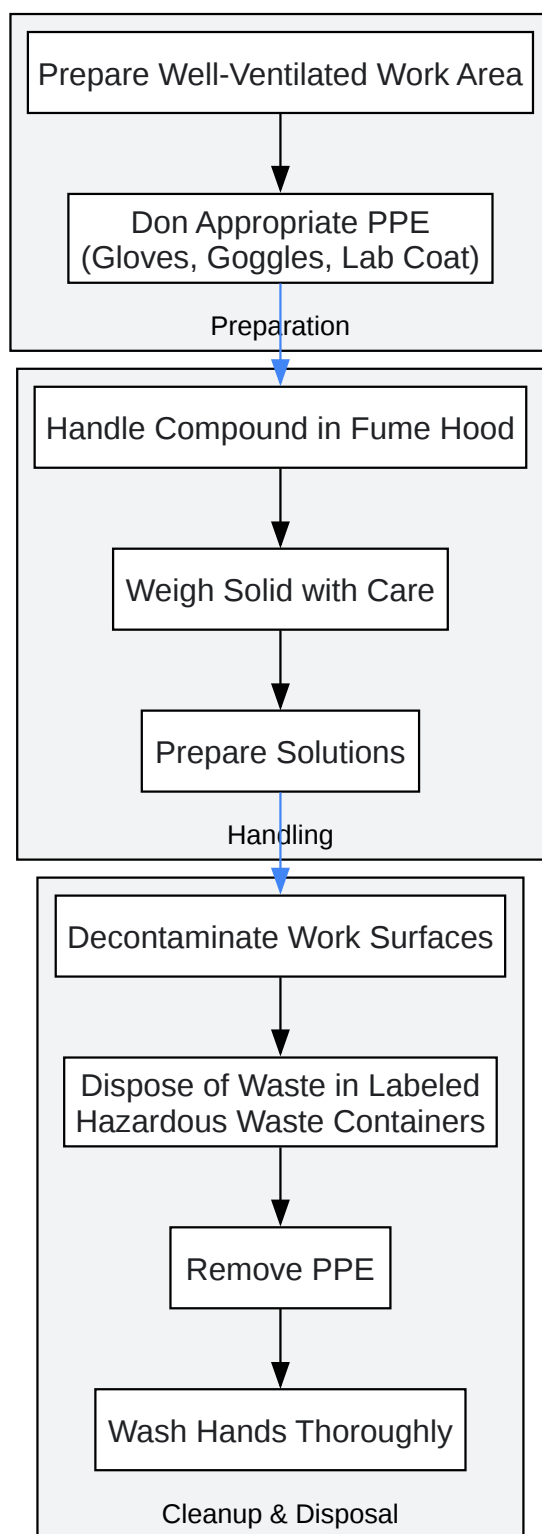 Prepare Well-Ventilated Work Area
Don Appropriate PPE
(Gloves, Goggles, Lab Coat)
Preparation
Handle Compound in Fume Hood
Weigh Solid with Care
Prepare Solutions
Handling
Decontaminate Work Surfaces
Dispose of Waste in Labeled
Hazardous Waste Containers
Remove PPE
Wash Hands Thoroughly
Cleanup & Disposal